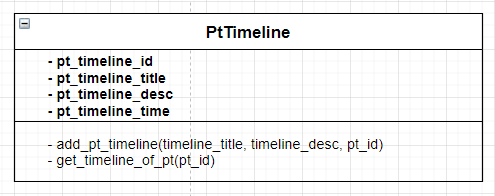 PtTimeline
- pt_timeline_id
- pt_timeline_title
- pt_timeline_desc
- pt_timeline_time
- add_pt_timeline(timeline_title, timeline_desc, pt_id)
- get_timeline_of_pt(pt_id)